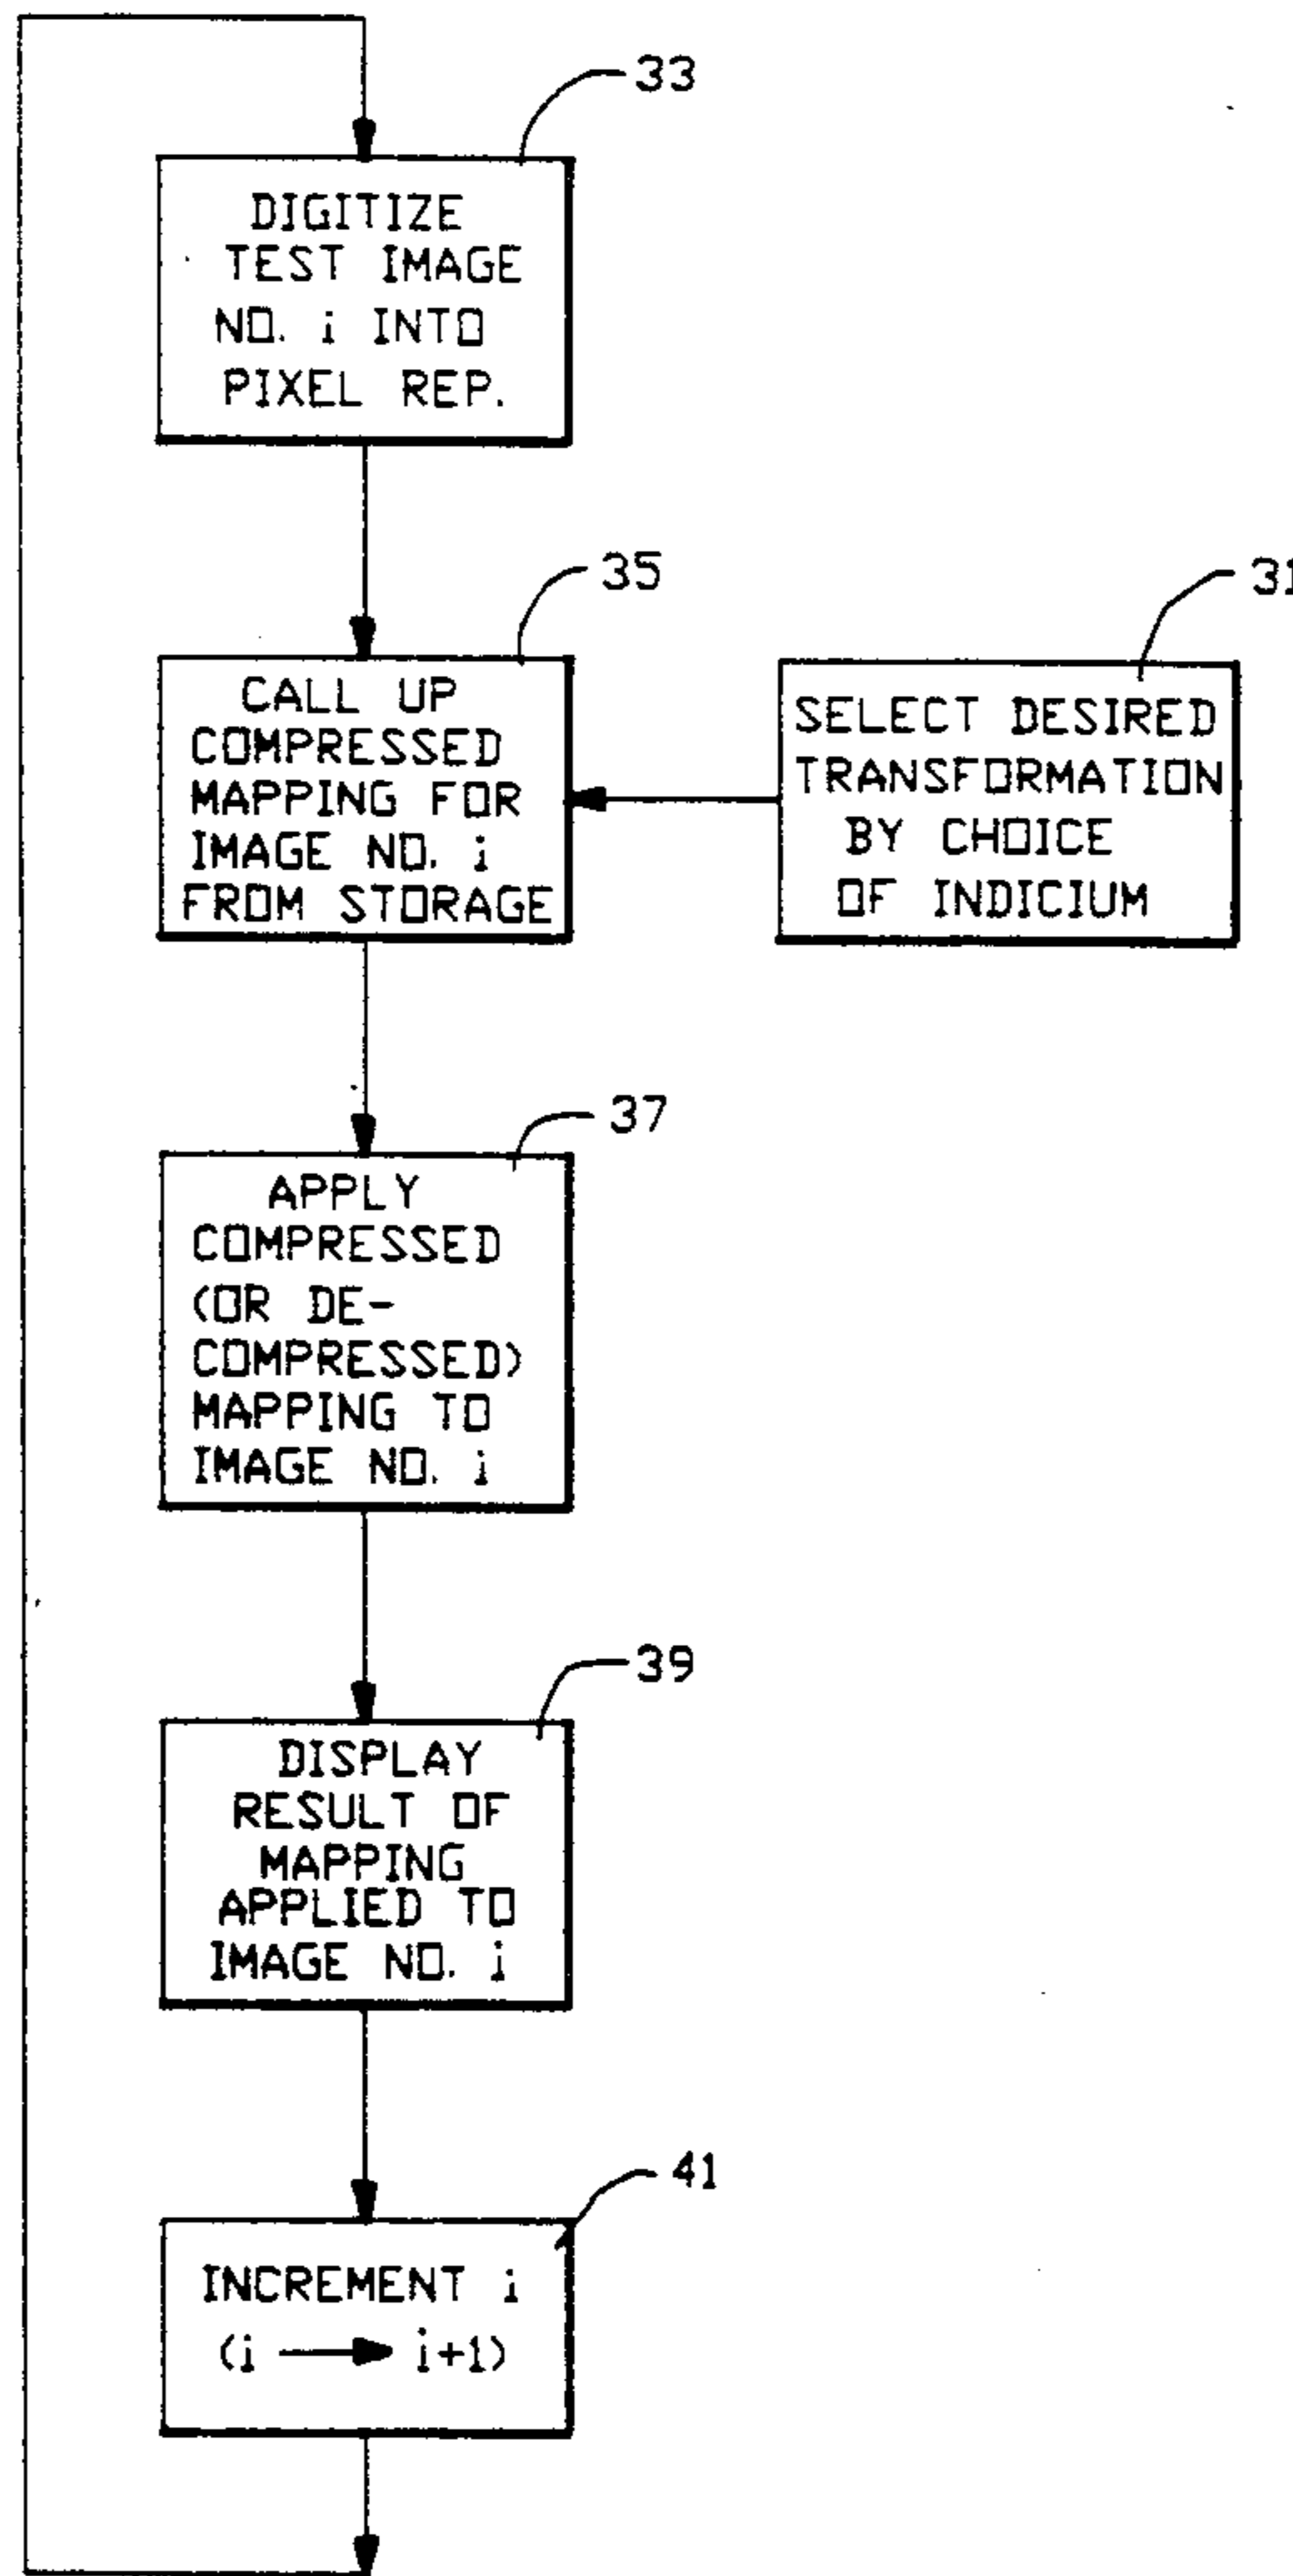 33
DIGITIZE
TEST IMAGE
NO. i INTO
PIXEL REP.
35
CALL UP
COMPRESSED
MAPPING FOR
IMAGE NO. i
FROM STORAGE
31
SELECT DESIRED
TRANSFORMATION
BY CHOICE
OF INDICIUM
37
APPLY
COMPRESSED
(OR DE-
COMPRESSED)
MAPPING TO
IMAGE NO. i
39
DISPLAY
RESULT OF
MAPPING
APPLIED TO
IMAGE NO. i
41
INCREMENT i
(i → i+1)